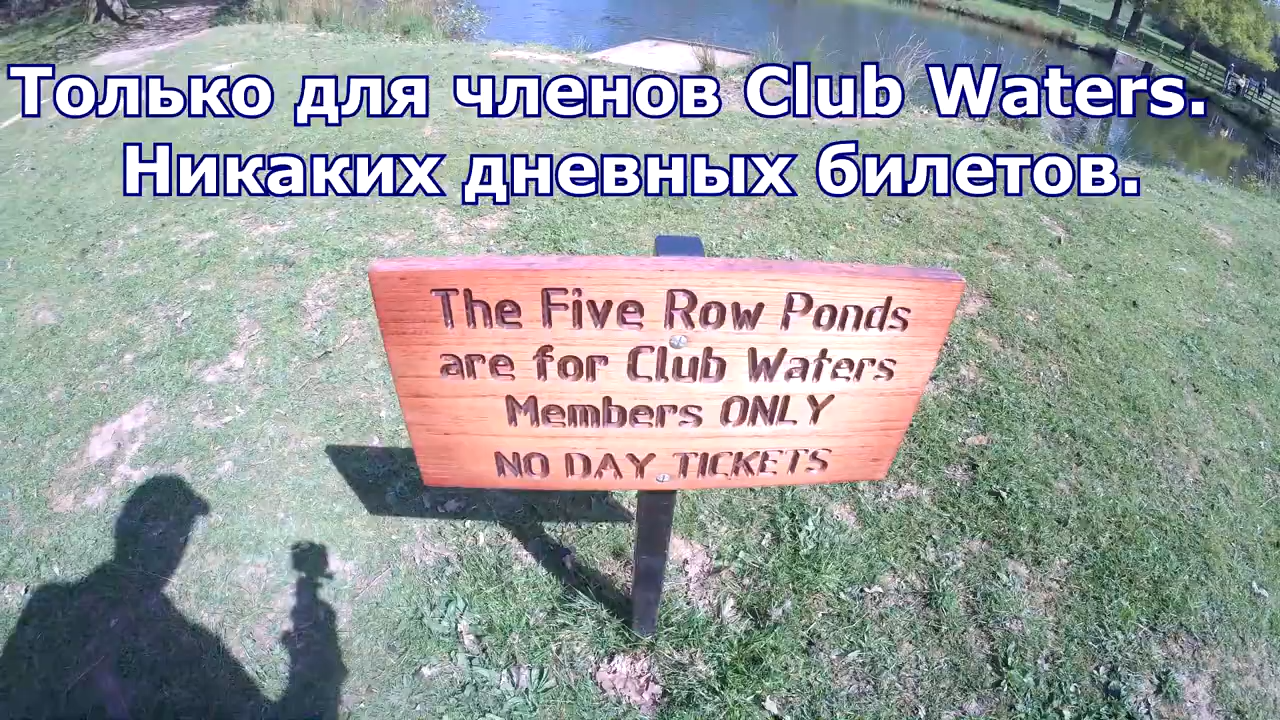 Только для членов Club Waters.
Никаких дневных билетов.
The Five Row Ponds
are for Club Waters
Members ONLY
NO DAY TICKETS